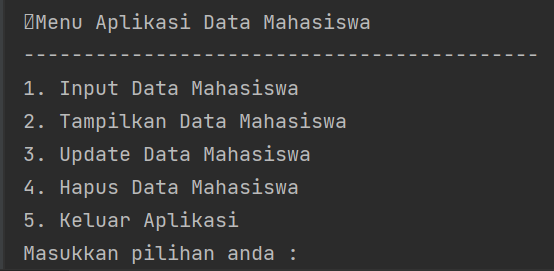 Menu Aplikasi Data Mahasiswa
-------------------------------------------
1. Input Data Mahasiswa
2. Tampilkan Data Mahasiswa
3. Update Data Mahasiswa
4. Hapus Data Mahasiswa
5. Keluar Aplikasi
Masukkan pilihan anda :